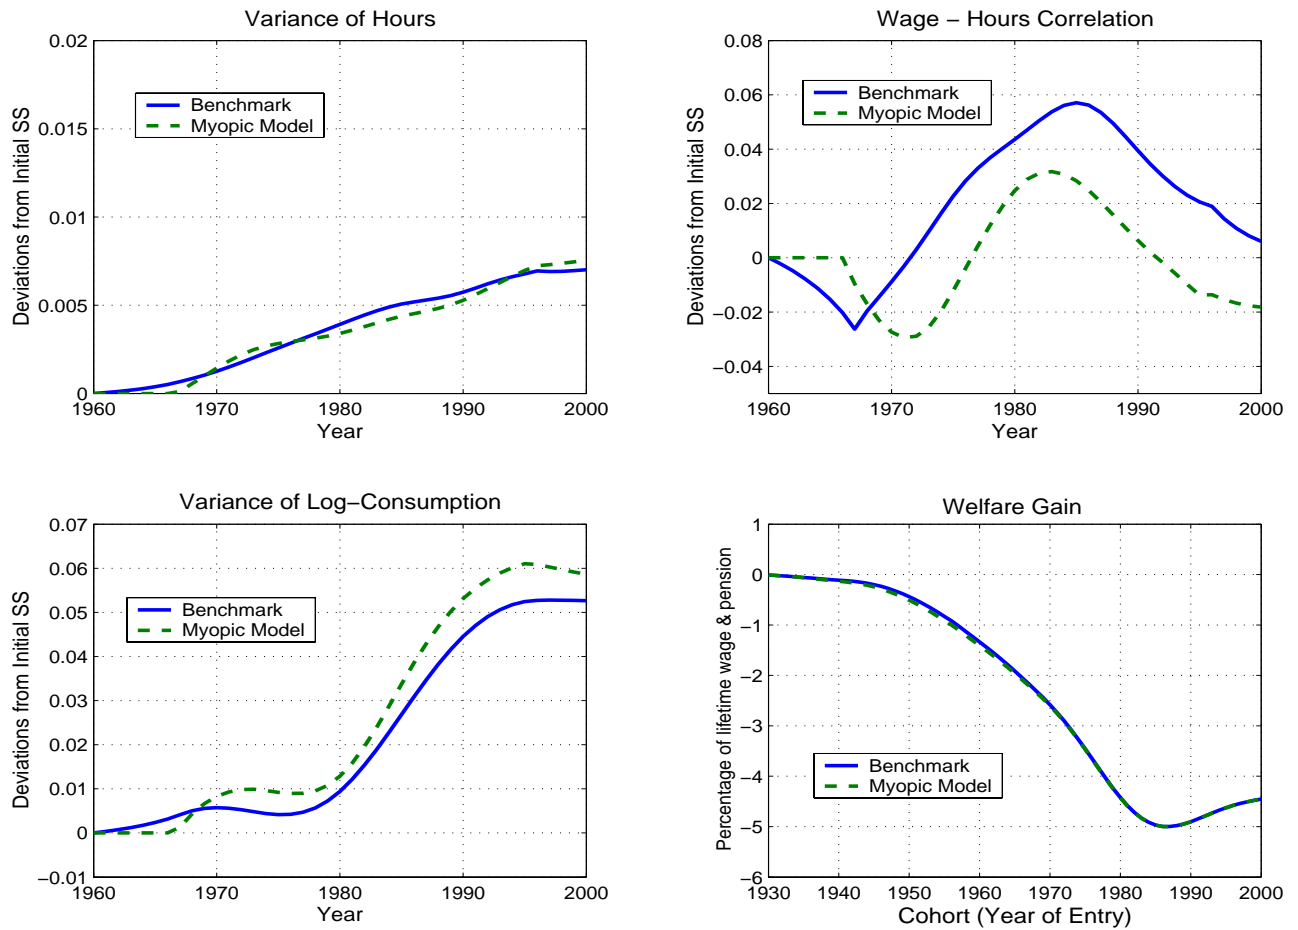 Variance of Hours
Deviations from Initial SS
0.02
0.015
0.01
0.005
0
Benchmark
Myopic Model
1960
1970
1980
1990
2000
Year
Wage − Hours Correlation
Deviations from Initial SS
0.08
0.06
0.04
0.02
0
−0.02
−0.04
Benchmark
Myopic Model
1960
1970
1980
1990
2000
Year
Variance of Log−Consumption
Deviations from Initial SS
0.07
0.06
0.05
0.04
0.03
0.02
0.01
0
−0.01
Benchmark
Myopic Model
1960
1970
1980
1990
2000
Year
Welfare Gain
Percentage of lifetime wage & pension
1
0
−1
−2
−3
−4
−5
−6
Benchmark
Myopic Model
1930
1940
1950
1960
1970
1980
1990
2000
Cohort (Year of Entry)